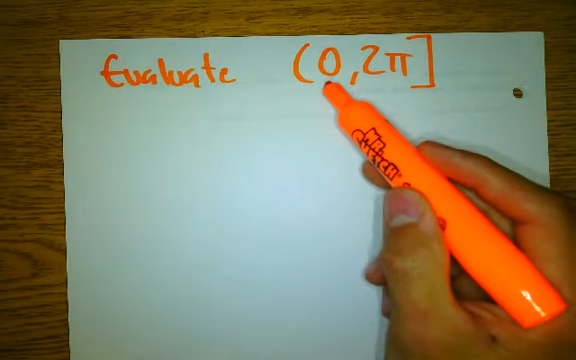 Evaluate (0, 2π]